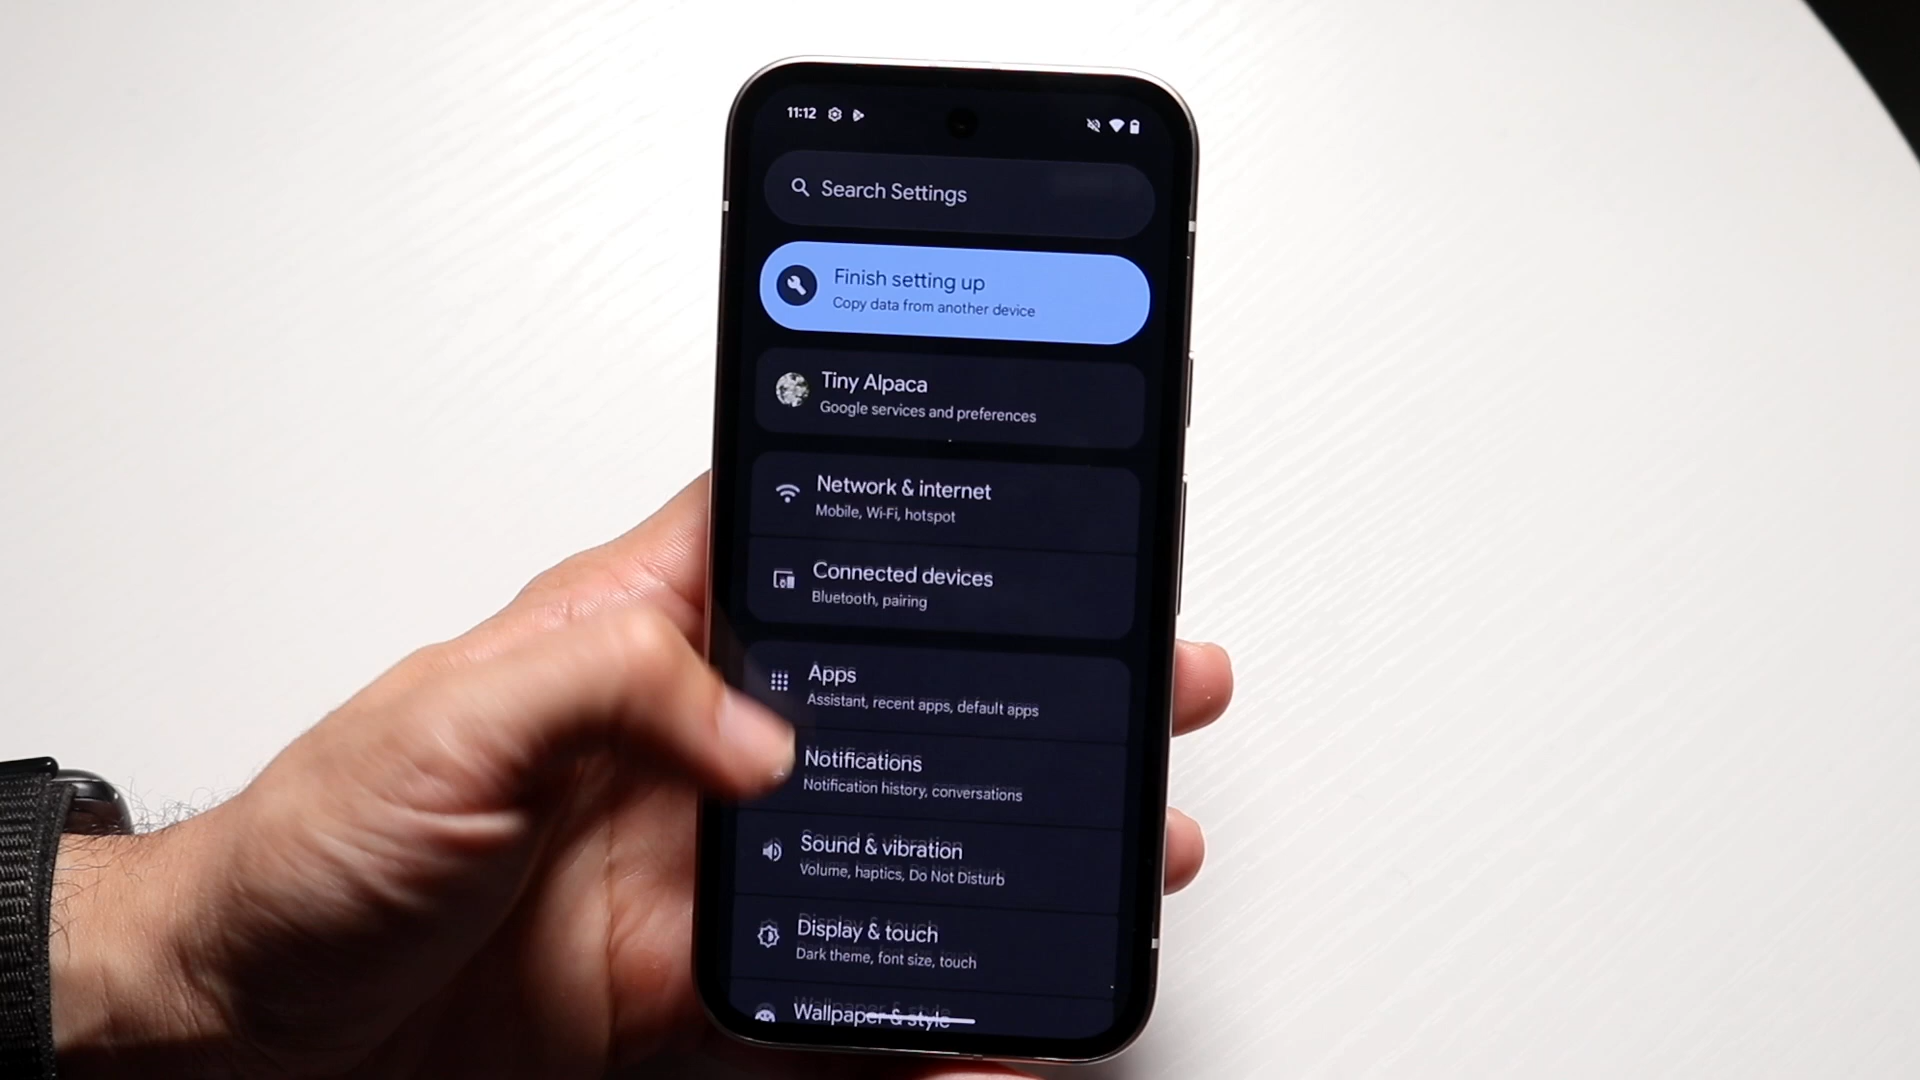 11:12
Search Settings
Finish setting up
Copy data from another device
Tiny Alpaca
Google services and preferences
Network & internet
Mobile, Wi-Fi, hotspot
Connected devices
Bluetooth, pairing
Apps
Assistant, recent apps, default apps
Notifications
Notification history, conversations
Sound & vibration
Volume, haptics, Do Not Disturb
Display & touch
Dark theme, font size, touch
Wallpaper & style